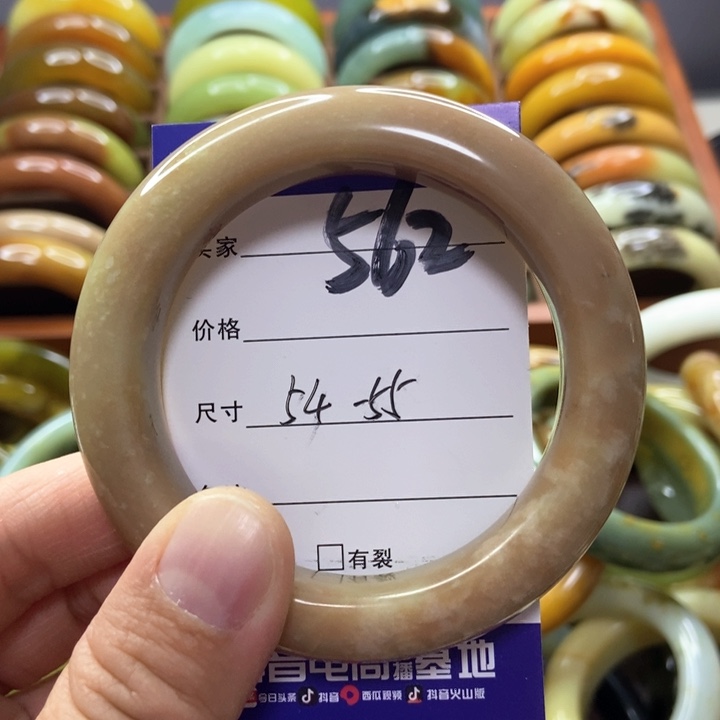 家 562
价格
尺寸 54-55
有裂
音电商直播基地
今日头条 抖音 西瓜视频 抖音火山版